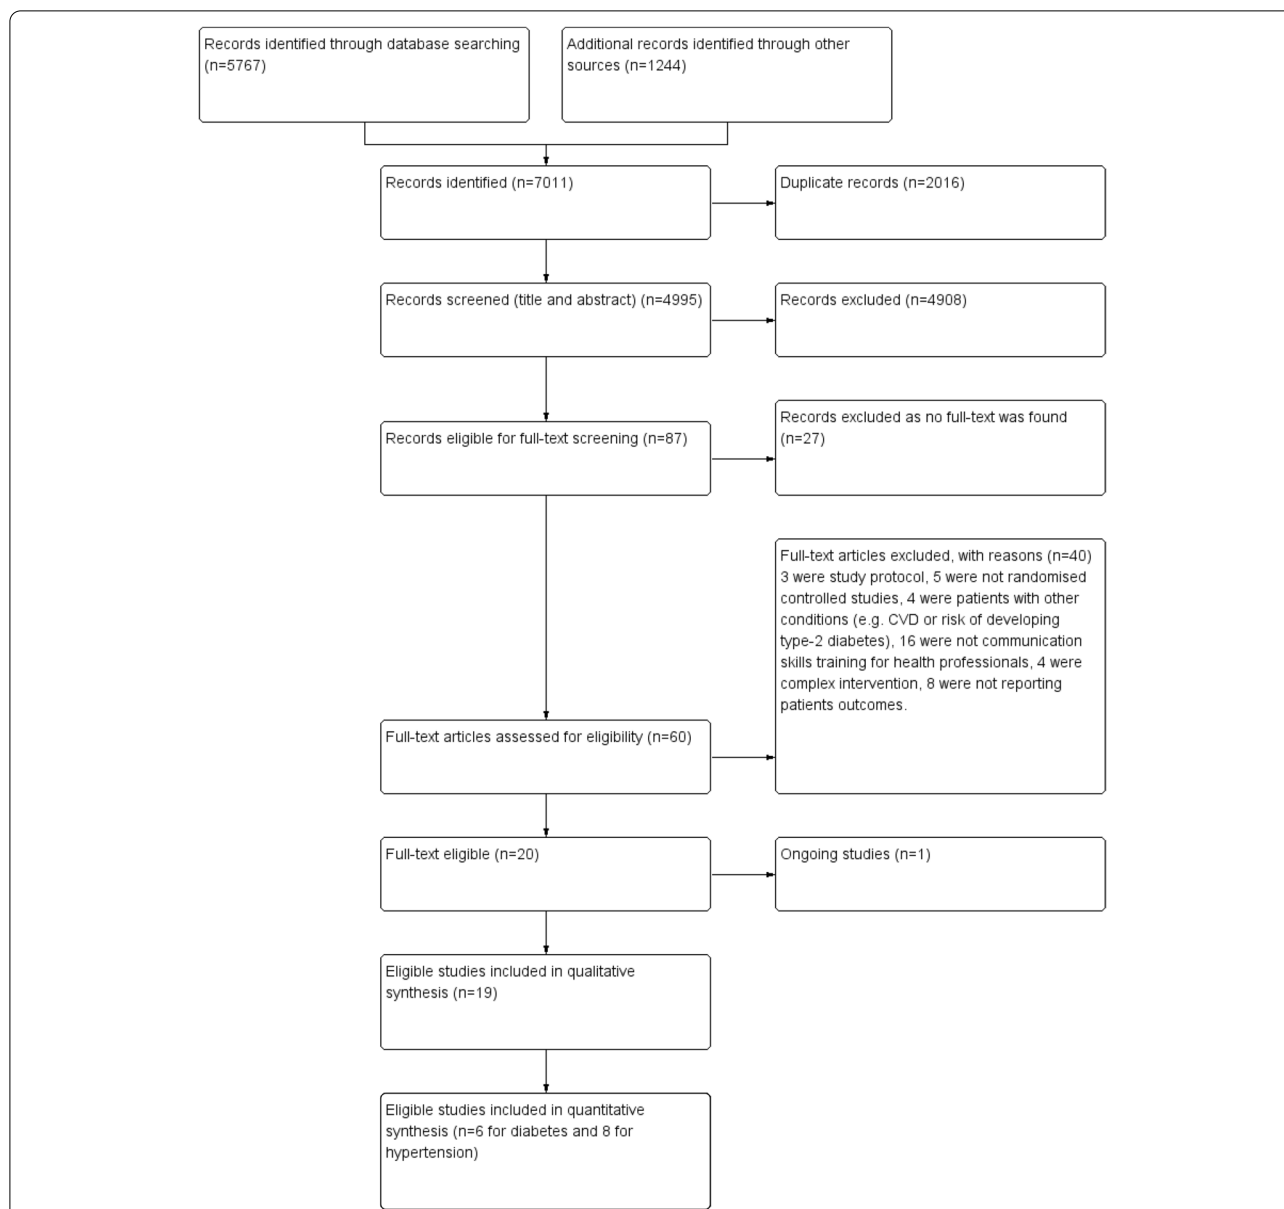 Records identified through database searching
(n=5767)
Additional records identified through other
sources (n=1244)
Records identified (n=7011)
Duplicate records (n=2016)
Records screened (title and abstract) (n=4995)
Records excluded (n=4908)
Records eligible for full-text screening (n=87)
Records excluded as no full-text was found
(n=27)
Full-text articles excluded, with reasons (n=40)
3 were study protocol, 5 were not randomised
controlled studies, 4 were patients with other
conditions (e.g. CVD or risk of developing
type-2 diabetes), 16 were not communication
skills training for health professionals, 4 were
complex intervention, 8 were not reporting
patients outcomes.
Full-text articles assessed for eligibility (n=60)
Full-text eligible (n=20)
Ongoing studies (n=1)
Eligible studies included in qualitative
synthesis (n=19)
Eligible studies included in quantitative
synthesis (n=6 for diabetes and 8 for
hypertension)